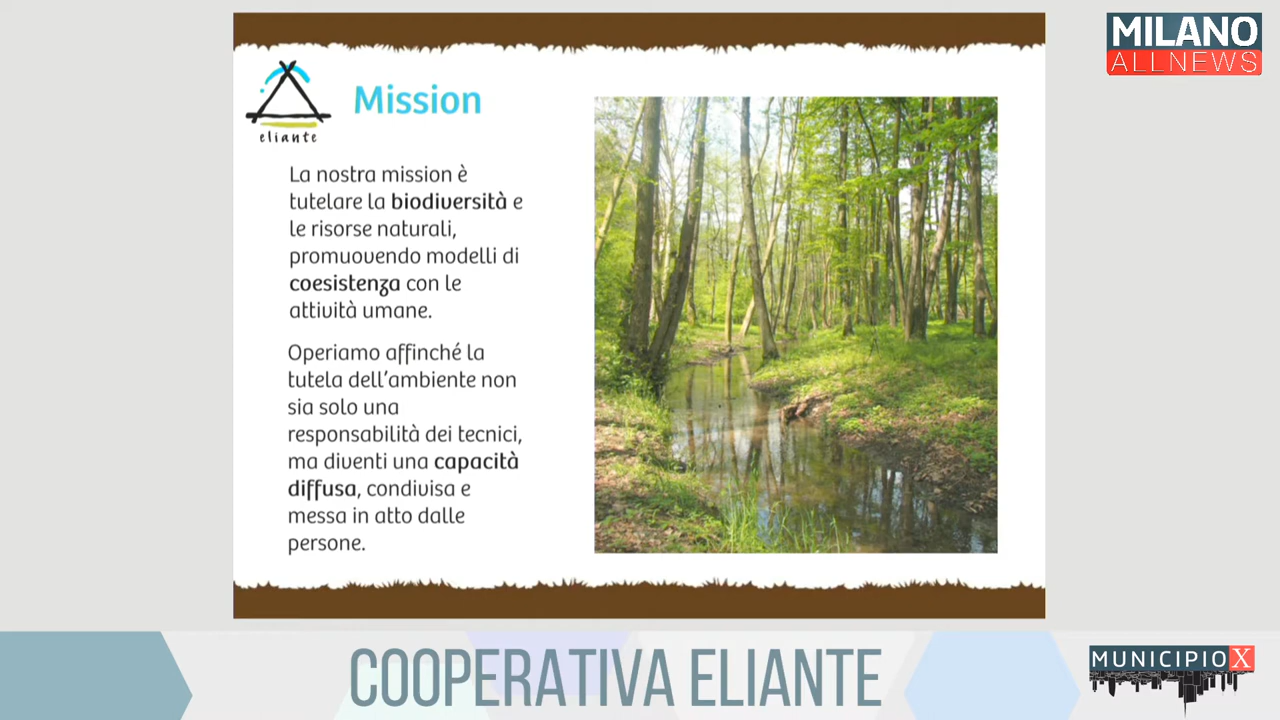 MILANO
ALLNEWS
eliante
Mission
La nostra mission è
tutelare la biodiversità e
le risorse naturali,
promuovendo modelli di
coesistenza con le
attività umane.
Operiamo affinché la
tutela dell'ambiente non
sia solo una
responsabilità dei tecnici,
ma diventi una capacità
diffusa, condivisa e
messa in atto dalle
persone.
COOPERATIVA ELIANTE
MUNICIPIO X